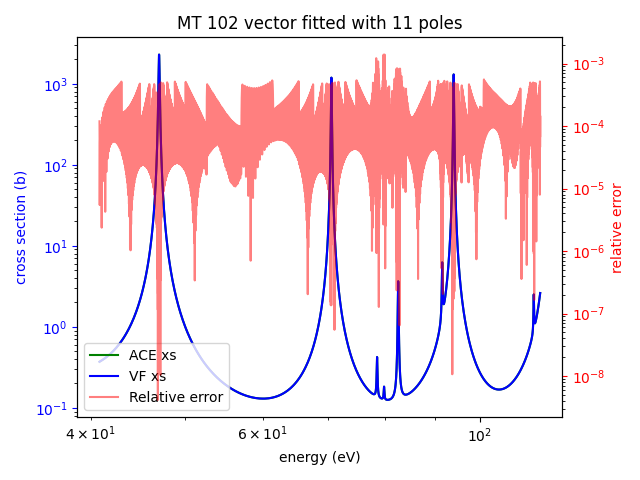 MT 102 vector fitted with 11 poles
cross section (b)
10³
10²
10¹
10⁰
10⁻¹
10⁻³
10⁻⁴
10⁻⁵
10⁻⁶
10⁻⁷
10⁻⁸
relative error
ACE xs
VF xs
Relative error
4 × 10¹
6 × 10¹
10²
energy (eV)